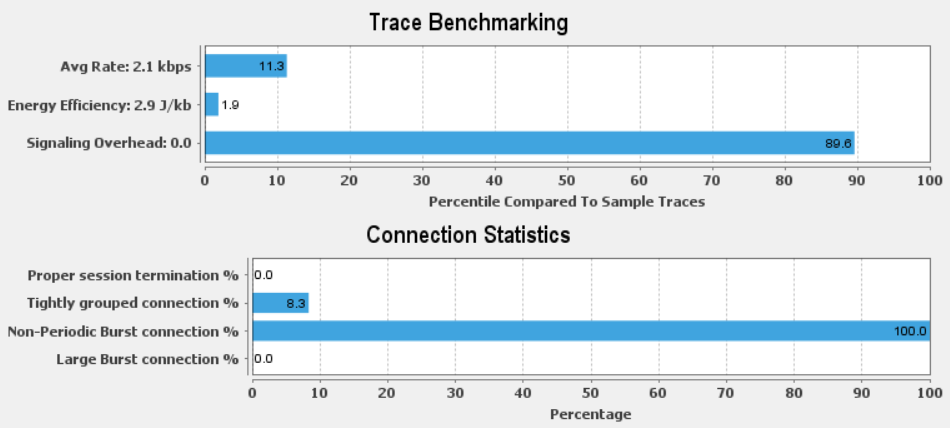 Trace Benchmarking
Avg Rate: 2.1 kbps
11.3
Energy Efficiency: 2.9 J/kb
1.9
Signaling Overhead: 0.0
89.6
0 10 20 30 40 50 60 70 80 90 100
Percentile Compared To Sample Traces
Connection Statistics
Proper session termination %
0.0
Tightly grouped connection %
8.3
Non-Periodic Burst connection %
100.0
Large Burst connection %
0.0
0 10 20 30 40 50 60 70 80 90 100
Percentage